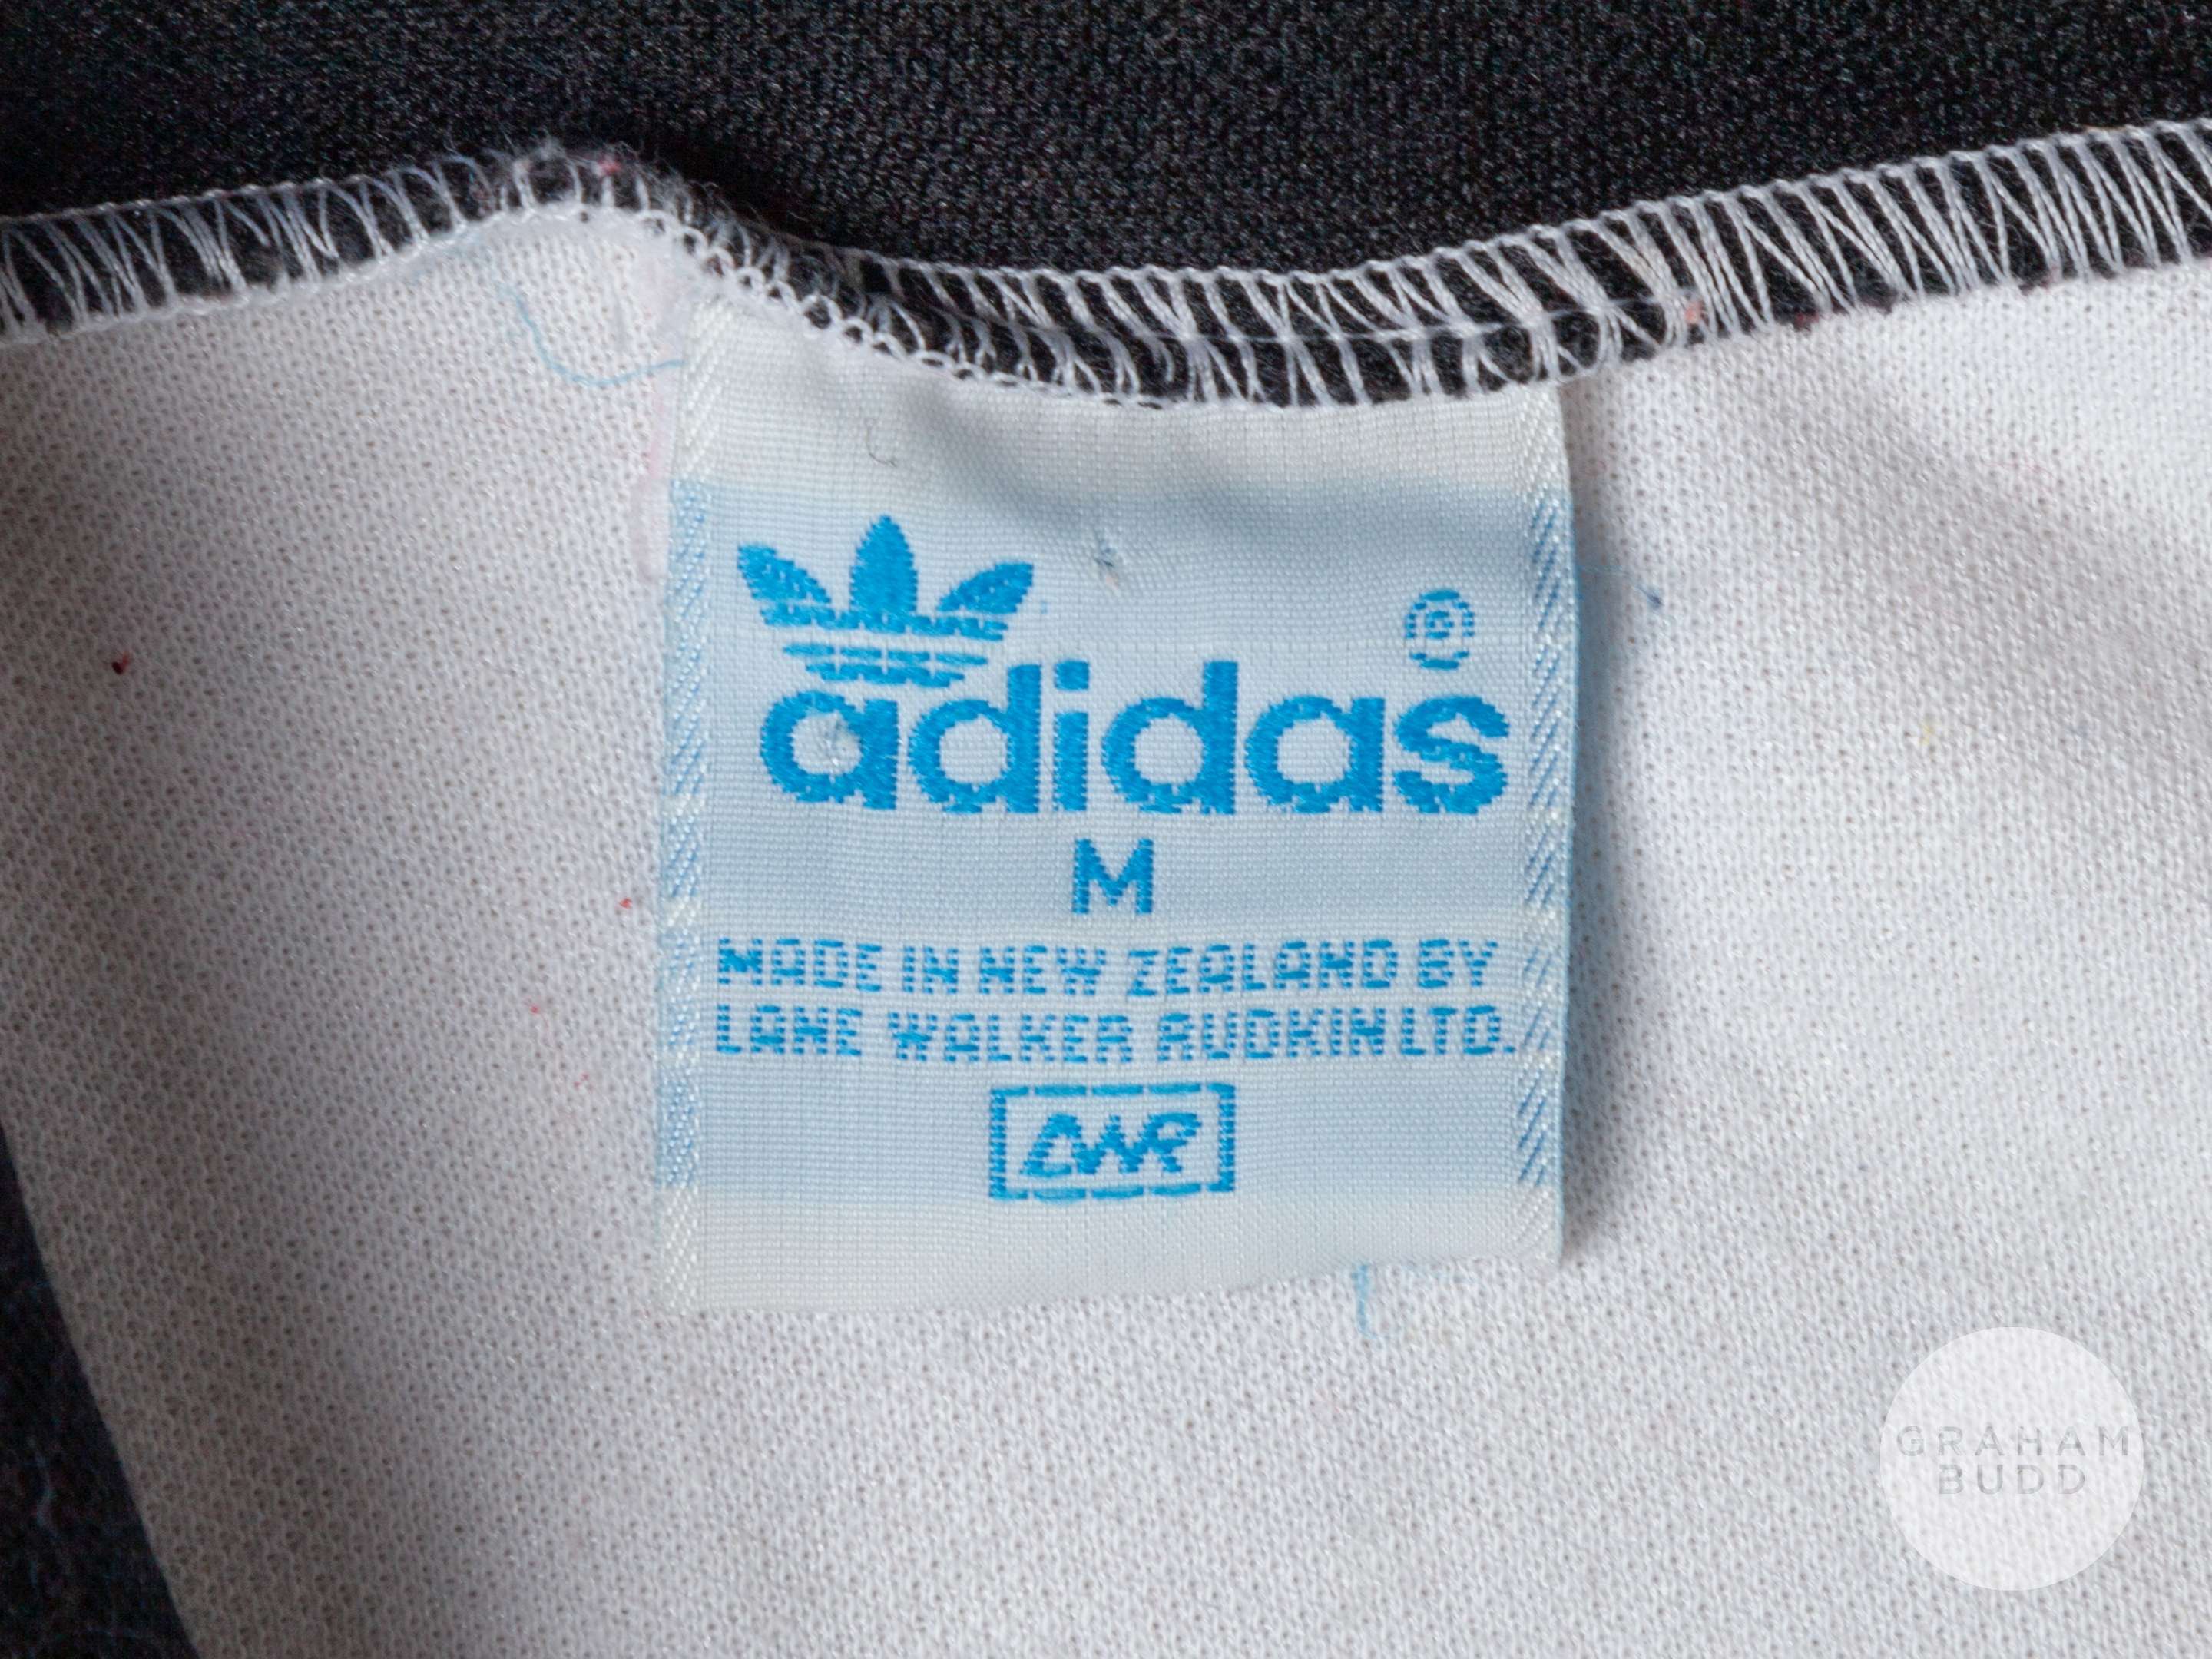 adidas ®
M
MADE IN NEW ZEALAND BY
LANE WALKER RUDKIN LTD.
LWR
GRAHAM
BUDD